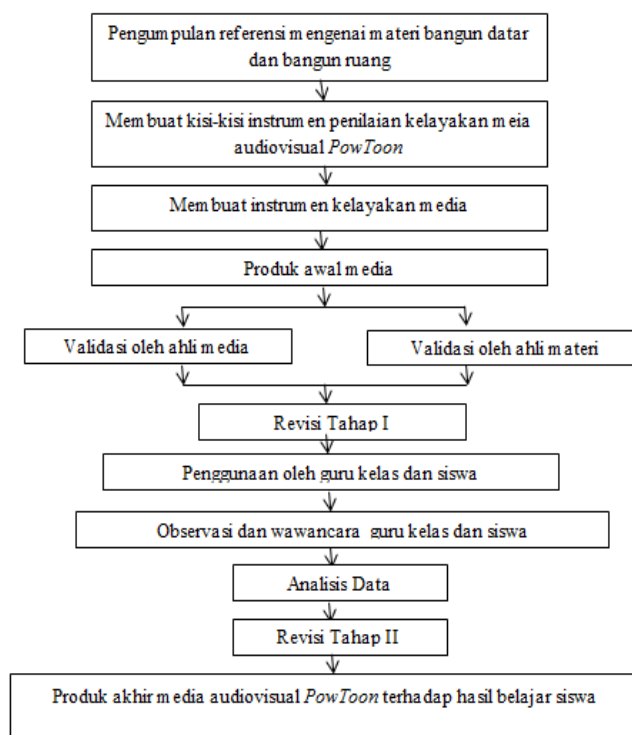 Pengumpulan referensi mengenai materi bangun datar
dan bangun ruang
Membuat kisi-kisi instrumen penilaian kelayakan meia
audiovisual PowToon
Membuat instrumen kelayakan media
Produk awal media
Validasi oleh ahli media
Validasi oleh ahli materi
Revisi Tahap I
Penggunaan oleh guru kelas dan siswa
Observasi dan wawancara guru kelas dan siswa
Analisis Data
Revisi Tahap II
Produk akhir media audiovisual PowToon terhadap hasil belajar siswa